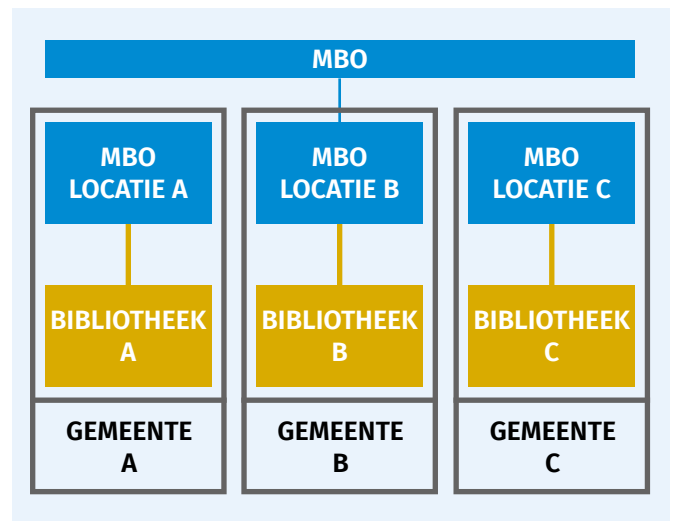 MBO
MBO
LOCATIE A
MBO
LOCATIE B
MBO
LOCATIE C
BIBLIOTHEEK
A
BIBLIOTHEEK
B
BIBLIOTHEEK
C
GEMEENTE
A
GEMEENTE
B
GEMEENTE
C